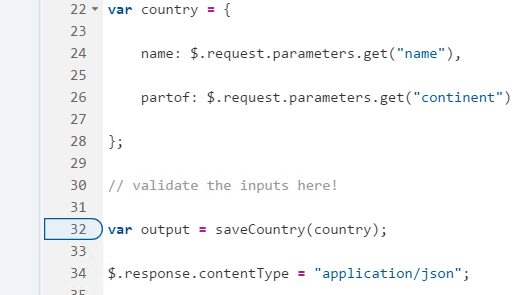 22 var country = {
23
24 name: $.request.parameters.get("name"),
25
26 partof: $.request.parameters.get("continent")
27
28 };
29
30 // validate the inputs here!
31
32 var output = saveCountry(country);
33
34 $.response.contentType = "application/json";
35